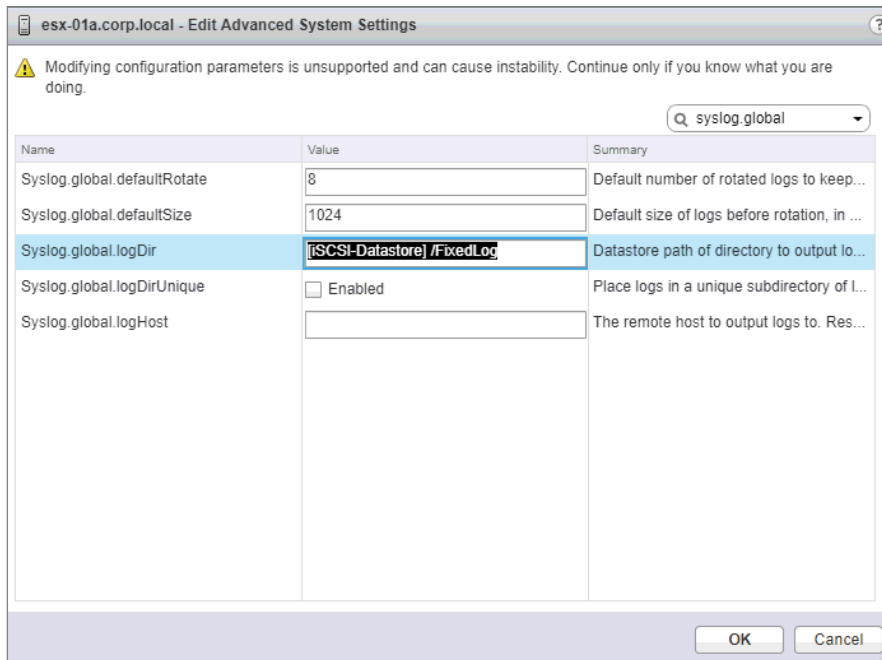 esx-01a.corp.local - Edit Advanced System Settings
?
Modifying configuration parameters is unsupported and can cause instability. Continue only if you know what you are
doing.
syslog.global
Name Value Summary
Syslog.global.defaultRotate 8 Default number of rotated logs to keep...
Syslog.global.defaultSize 1024 Default size of logs before rotation, in ...
Syslog.global.logDir [iSCSI-Datastore] /FixedLog Datastore path of directory to output lo...
Syslog.global.logDirUnique Enabled Place logs in a unique subdirectory of l...
Syslog.global.logHost The remote host to output logs to. Res...
OK Cancel